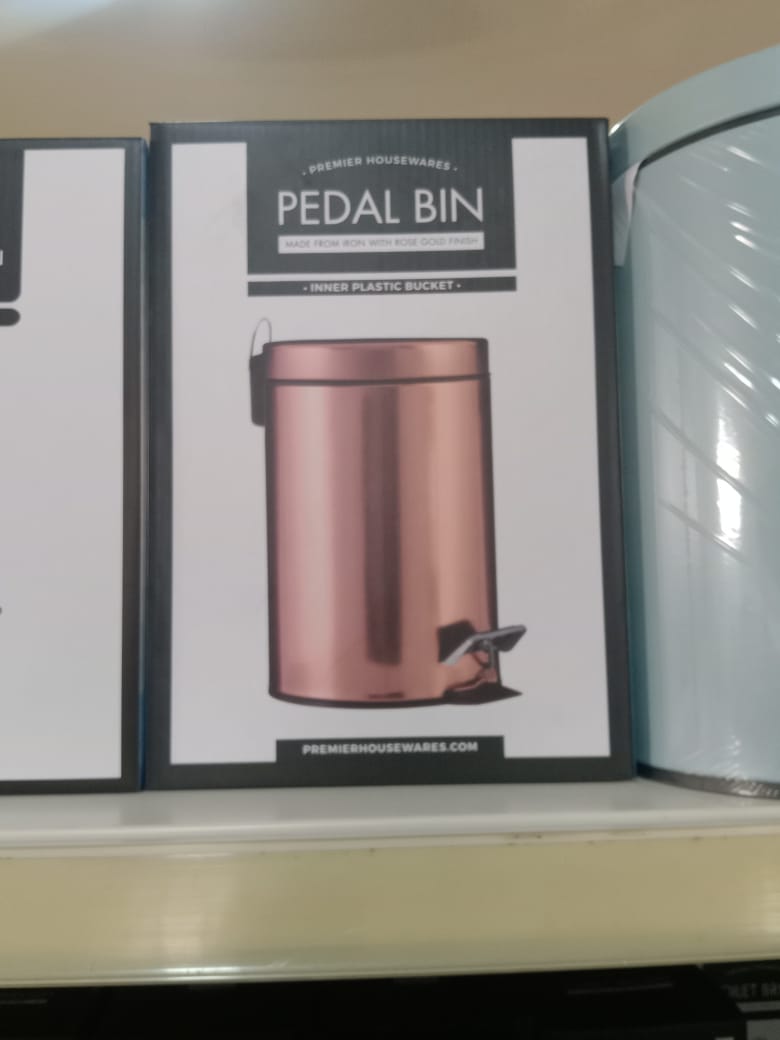 · PREMIER HOUSEWARES ·
PEDAL BIN
MADE FROM IRON WITH ROSE GOLD FINISH
· INNER PLASTIC BUCKET ·
PREMIERHOUSEWARES.COM